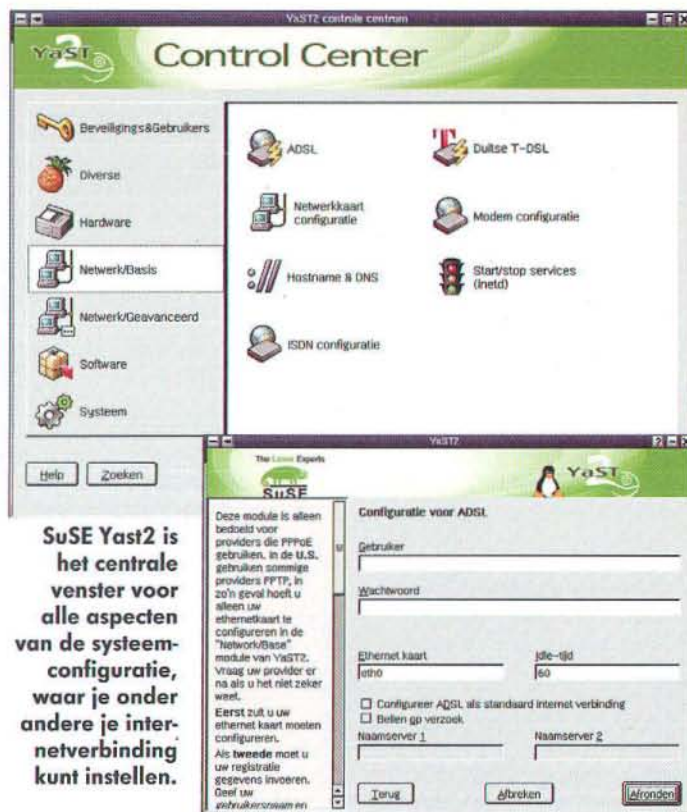 YaST2 controle centrum
YaST
2
Control Center
Beveiligings&Gebruikers
Diverse
Hardware
Netwerk/Basis
Netwerk/Geavanceerd
Software
Systeem
Help
Zoeken
ADSL
Duitse T-DSL
Netwerkkaart
configuratie
Modem configuratie
Hostname & DNS
Start/stop services
(Inetd)
ISDN configuratie
SuSE Yast2 is
het centrale
venster voor
alle aspecten
van de systeem-
configuratie,
waar je onder
andere je inter-
netverbinding
kunt instellen.
YaST2
The Linux Experts
SuSE
YaST
2
Deze module is alleen
bedoeld voor
providers die PPPoE
gebruiken. In de U.S.
gebruiken sommige
providers PPTP, in
zo'n geval hoeft u
alleen uw
ethernetkaart te
configureren in de
"Network/Base"
module van YaST2.
Vraag uw provider er
na als u het niet zeker
weet.
Eerst zult u uw
ethernet kaart moeten
configureren.
Als tweede moet u
uw registratie
gegevens invoeren.
Geef uw
gebruikersnaam en
Configuratie voor ADSL
Gebruiker
Wachtwoord
Ethernet kaart
Idle-tijd
eth0
60
Configureer ADSL als standaard internet verbinding
Bellen op verzoek
Naamserver 1
Naamserver 2
Terug
Afbreken
Afronden